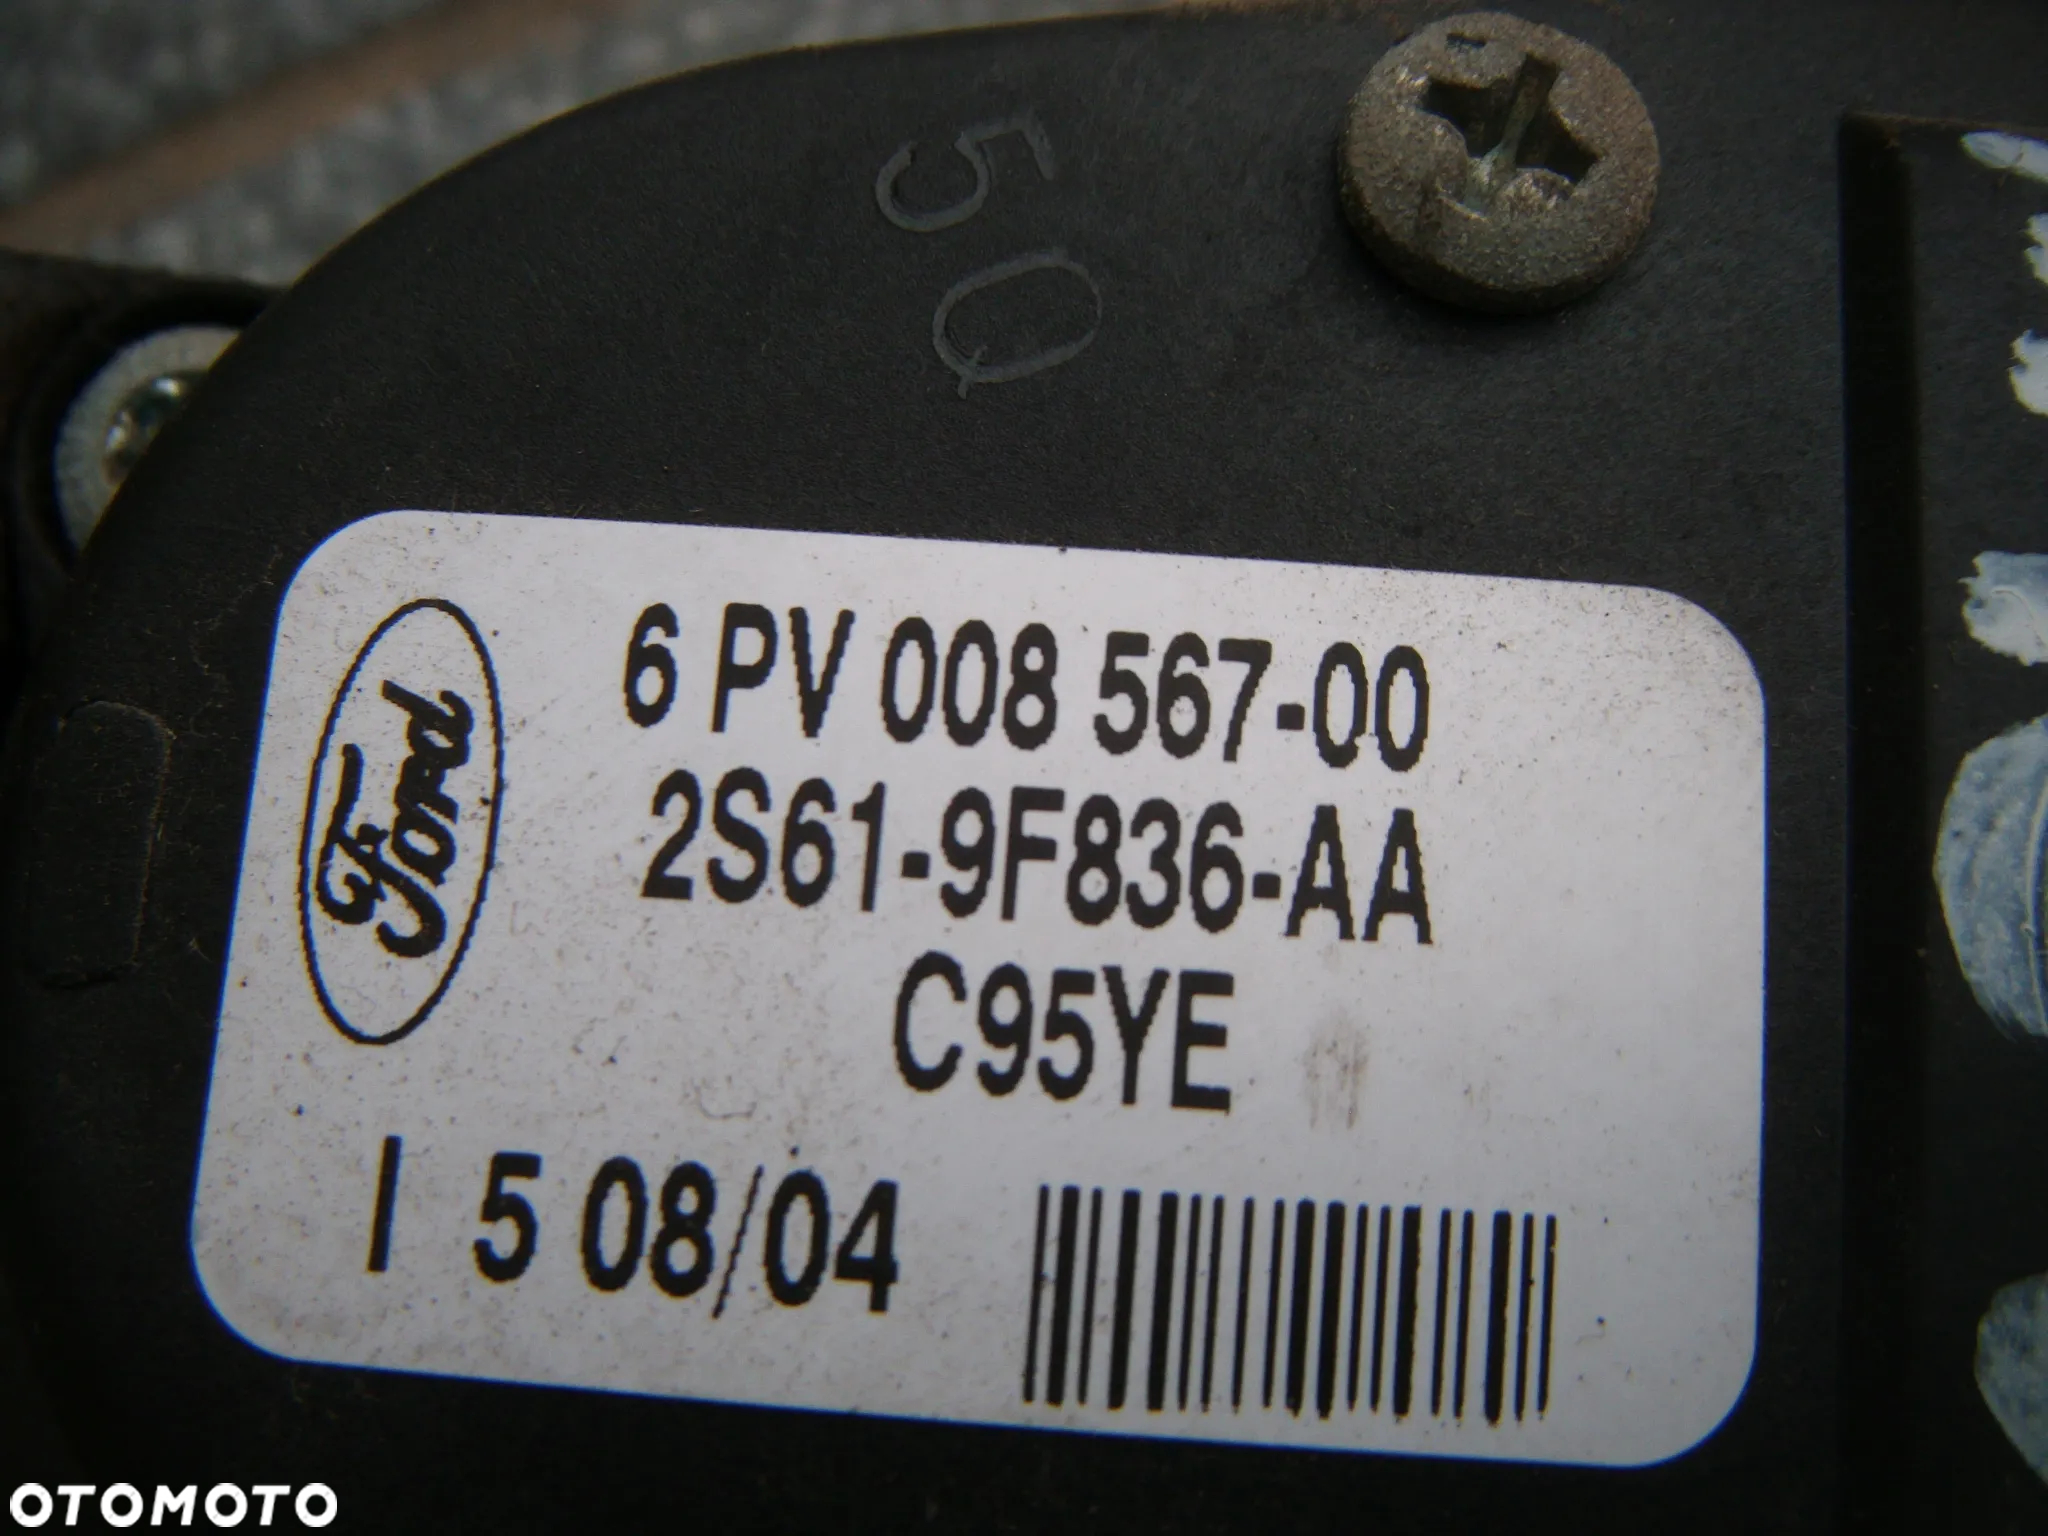 50
Ford
6 PV 008 567-00
2S61-9F836-AA
C95YE
I 5 08/04
OTOMOTO